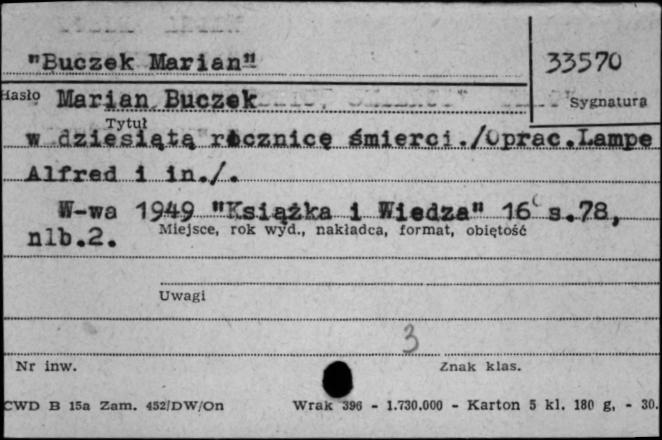 "Buczek Marian"
33570
Hasło Marian Buczek
Sygnatura
Tytuł
w dziesiątą rocznicę śmierci./Oprac.Lampe
Alfred i in./.
W-wa 1949 "Książka i Wiedza" 16° s.78,
nlb.2.
Miejsce, rok wyd., nakładca, format, objętość
Uwagi
3
Nr inw.
Znak klas.
CWD B 15a Zam. 452/DW/On
Wrak 396 - 1.730.000 - Karton 5 kl. 180 g. - 30.